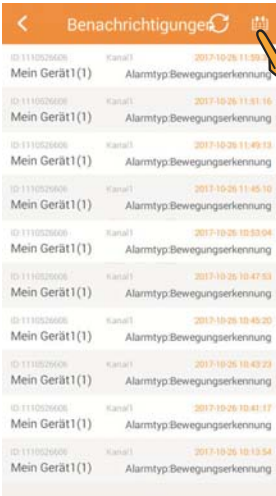 Benachrichtigungen
ID:1110526606 Kanal1 2017-10-26 11:59
Mein Gerät1(1) Alarmtyp:Bewegungserkennung
ID:1110526606 Kanal1 2017-10-26 11:51:16
Mein Gerät1(1) Alarmtyp:Bewegungserkennung
ID:1110526606 Kanal1 2017-10-26 11:49:13
Mein Gerät1(1) Alarmtyp:Bewegungserkennung
ID:1110526606 Kanal1 2017-10-26 11:45:10
Mein Gerät1(1) Alarmtyp:Bewegungserkennung
ID:1110526606 Kanal1 2017-10-26 10:53:04
Mein Gerät1(1) Alarmtyp:Bewegungserkennung
ID:1110526606 Kanal1 2017-10-26 10:47:53
Mein Gerät1(1) Alarmtyp:Bewegungserkennung
ID:1110526606 Kanal1 2017-10-26 10:45:20
Mein Gerät1(1) Alarmtyp:Bewegungserkennung
ID:1110526606 Kanal1 2017-10-26 10:43:23
Mein Gerät1(1) Alarmtyp:Bewegungserkennung
ID:1110526606 Kanal1 2017-10-26 10:41:17
Mein Gerät1(1) Alarmtyp:Bewegungserkennung
ID:1110526606 Kanal1 2017-10-26 10:13:54
Mein Gerät1(1) Alarmtyp:Bewegungserkennung